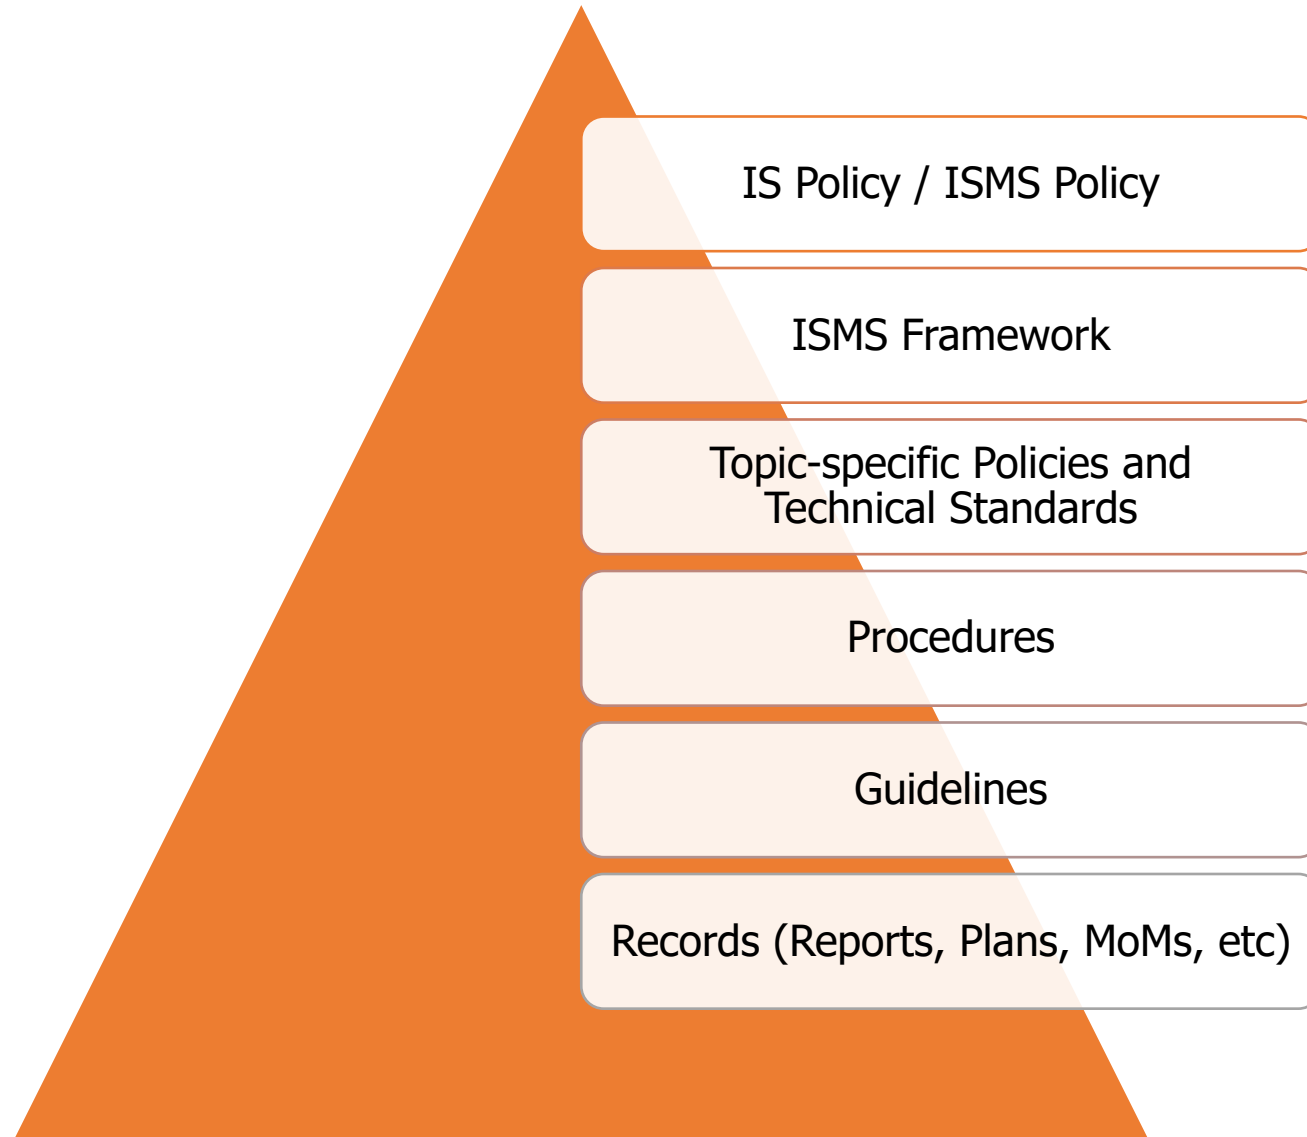 IS Policy / ISMS Policy
ISMS Framework
Topic-specific Policies and
Technical Standards
Procedures
Guidelines
Records (Reports, Plans, MoMs, etc)